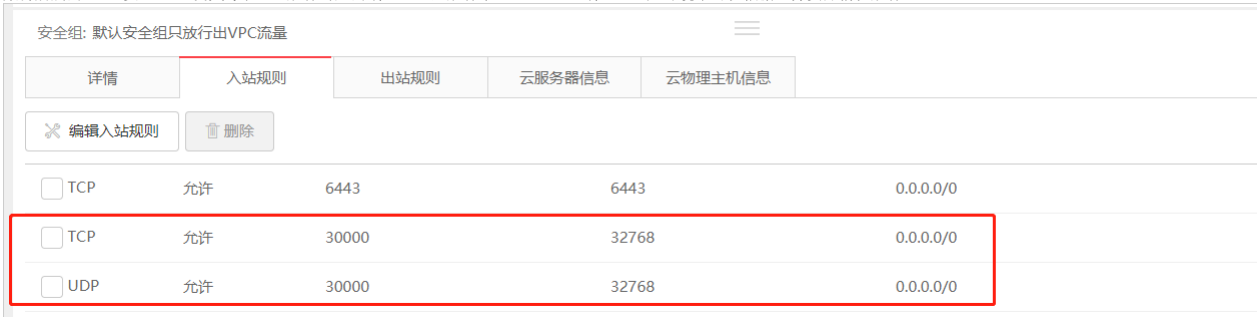 安全组: 默认安全组只放行出VPC流量
详情 入站规则 出站规则 云服务器信息 云物理主机信息
编辑入站规则 删除
TCP 允许 6443 6443 0.0.0.0/0
TCP 允许 30000 32768 0.0.0.0/0
UDP 允许 30000 32768 0.0.0.0/0